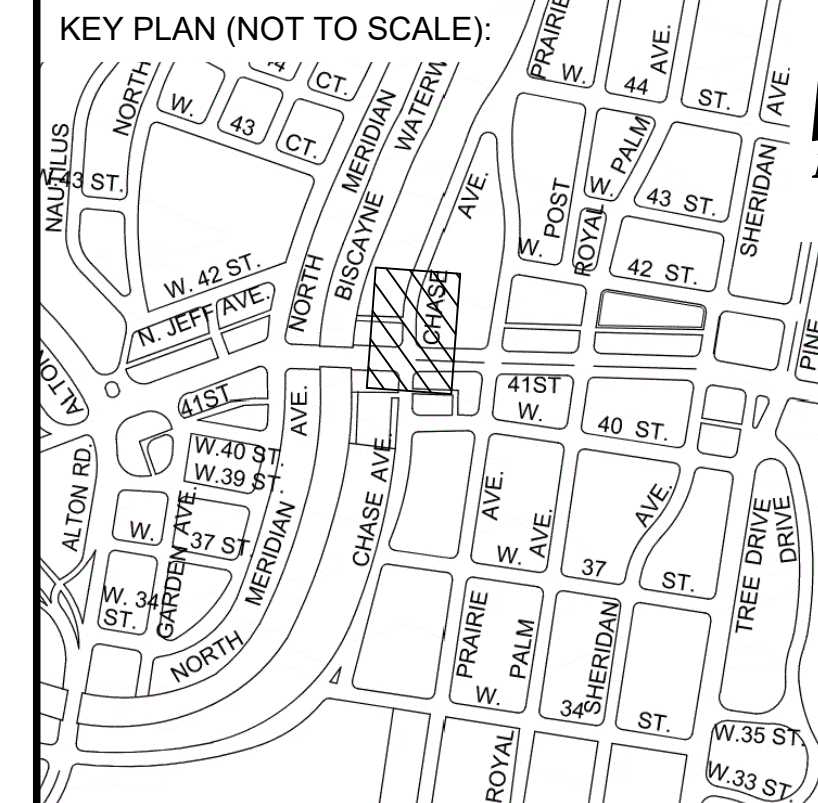 KEY PLAN (NOT TO SCALE):
PRAIRIE
W. 44 ST.
AVE.
AVE.
CT.
NORTH
W. 43 CT.
MERIDIAN
WATERW
NAUTILUS
W. 43 ST.
AVE.
POST
W.
PALM
W. 43 ST.
SHERIDAN
ROYAL
W. 42 ST.
42 ST.
NORTH
BISCAYNE
CHASE
N. JEFF AVE.
PINE
ALTON
41ST
AVE.
41ST
W. 40 ST.
W.40 ST.
W.39 ST.
ALTON RD.
CHASE AVE.
AVE.
AVE.
AVE.
TREE DRIVE
DRIVE
W. 37 ST.
GARDEN AVE.
MERIDIAN
W. 37 ST.
W. 34
ST.
NORTH
PRAIRIE
PALM
SHERIDAN
W. 34 ST.
ROYAL
W.35 ST.
W.33 ST.